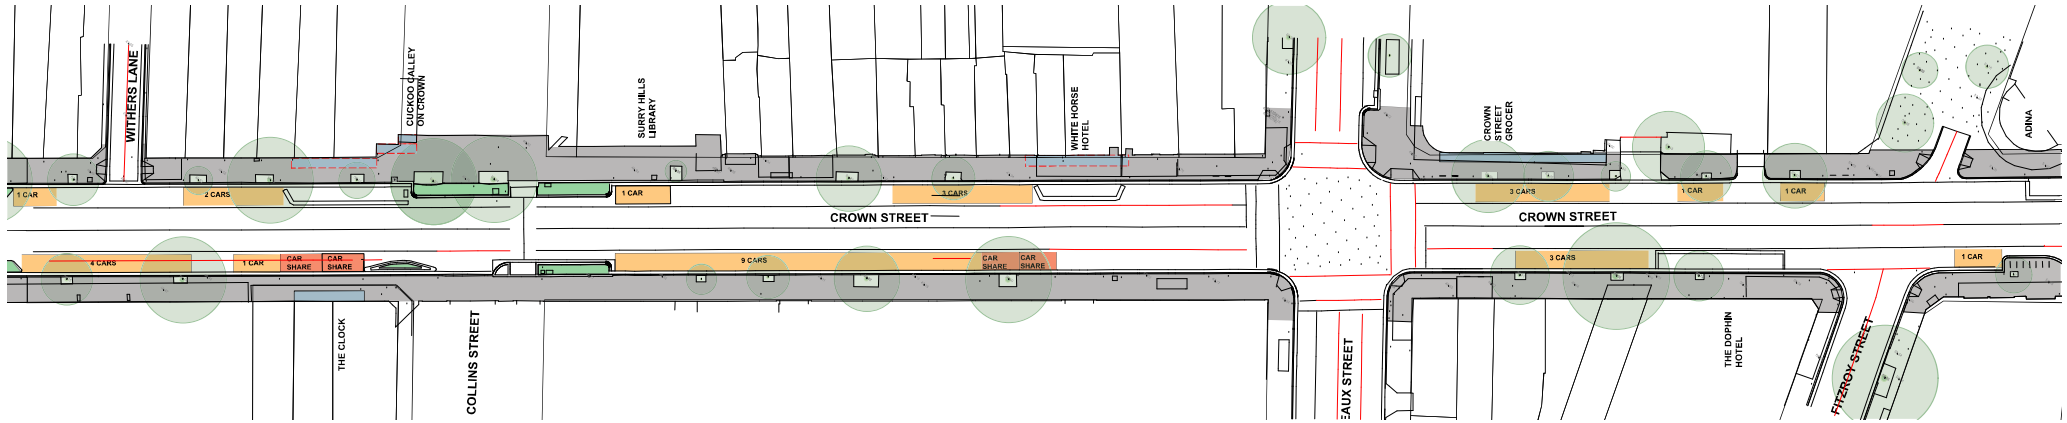 WITHERS LANE
CUCKOO CALLEY
ON CROWN
SURRY HILLS
LIBRARY
WHITE HORSE
HOTEL
CROWN
STREET
GROCER
ADINA
1 CAR
2 CARS
1 CAR
3 CARS
3 CARS
1 CAR
1 CAR
CROWN STREET
CROWN STREET
4 CARS
1 CAR
CAR
SHARE
CAR
SHARE
9 CARS
CAR
SHARE
CAR
SHARE
3 CARS
1 CAR
THE CLOCK
COLLINS STREET
EAUX STREET
THE DOPHIN
HOTEL
FITZROY STREET